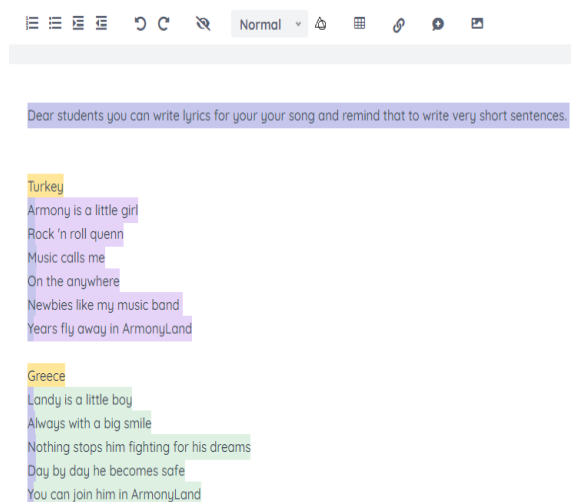 Normal
Dear students you can write lyrics for your your song and remind that to write very short sentences.
Turkey
Armony is a little girl
Rock 'n roll quenn
Music calls me
On the anywhere
Newbies like my music band
Years fly away in ArmonyLand
Greece
Landy is a little boy
Always with a big smile
Nothing stops him fighting for his dreams
Day by day he becomes safe
You can join him in ArmonyLand